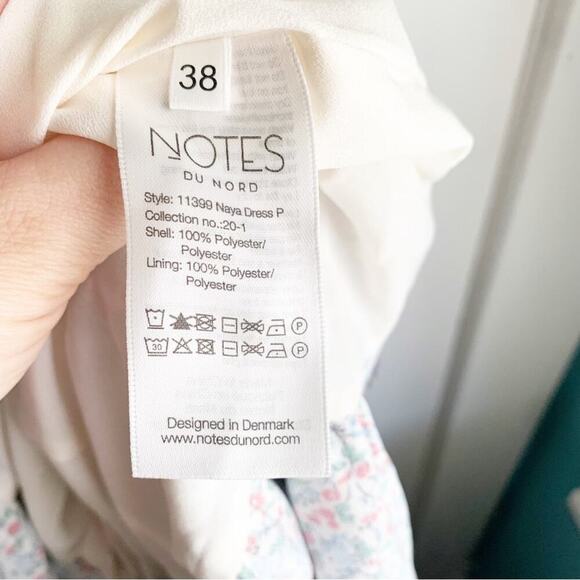 38
NOTES
DU NORD
Style: 11399 Naya Dress P
Collection no.:20-1
Shell: 100% Polyester/
Polyester
Lining: 100% Polyester/
Polyester
P
30 P
Designed in Denmark
www.notesdunord.com